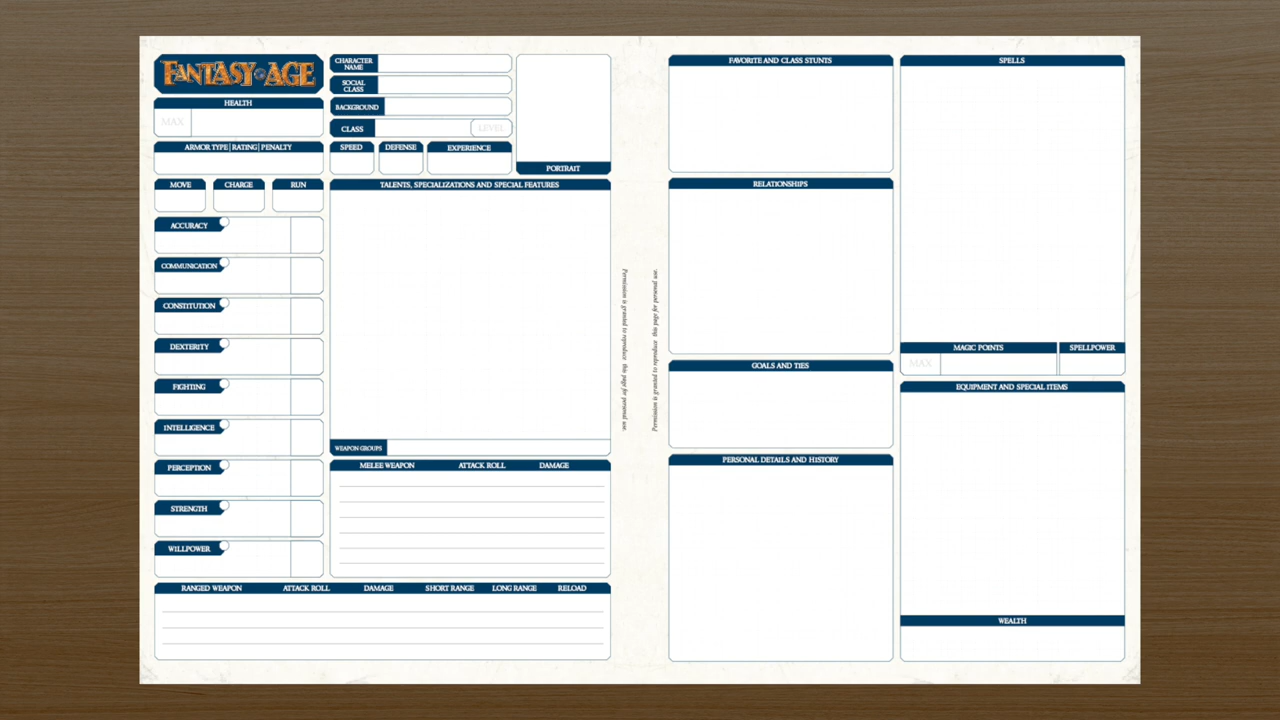 FANTASY AGE
HEALTH
MAX
ARMOR TYPE | RATING | PENALTY
MOVE CHARGE RUN
ACCURACY
COMMUNICATION
CONSTITUTION
DEXTERITY
FIGHTING
INTELLIGENCE
PERCEPTION
STRENGTH
WILLPOWER
CHARACTER
NAME
SOCIAL
CLASS
BACKGROUND
CLASS LEVEL
SPEED DEFENSE EXPERIENCE
PORTRAIT
TALENTS, SPECIALIZATIONS AND SPECIAL FEATURES
WEAPON GROUPS
MELEE WEAPON ATTACK ROLL DAMAGE
RANGED WEAPON ATTACK ROLL DAMAGE SHORT RANGE LONG RANGE RELOAD
Permission is granted to reproduce this page for personal use.
Permission is granted to reproduce this page for personal use.
FAVORITE AND CLASS STUNTS
RELATIONSHIPS
GOALS AND TIES
PERSONAL DETAILS AND HISTORY
SPELLS
MAGIC POINTS SPELLPOWER
MAX
EQUIPMENT AND SPECIAL ITEMS
WEALTH